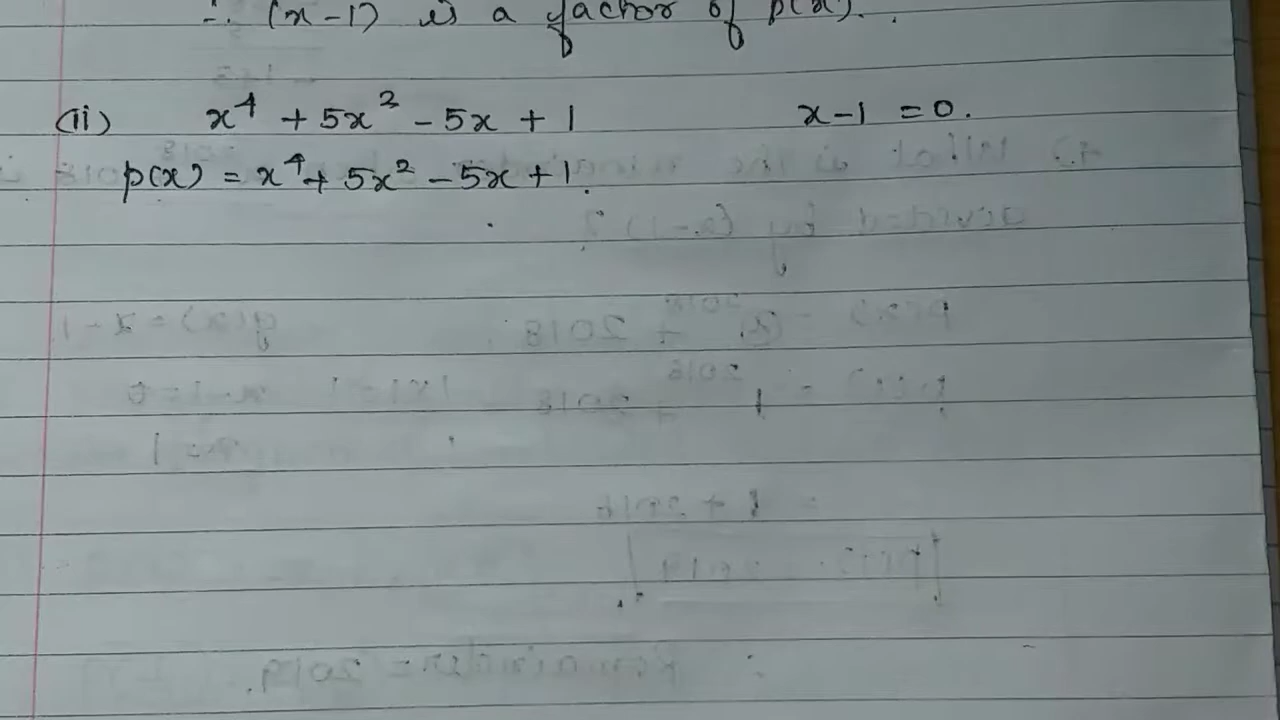 ∴ (x-1) is a factor of p(x).
(ii) x⁴ + 5x² - 5x + 1 x-1 = 0.
p(x) = x⁴ + 5x² - 5x + 1.